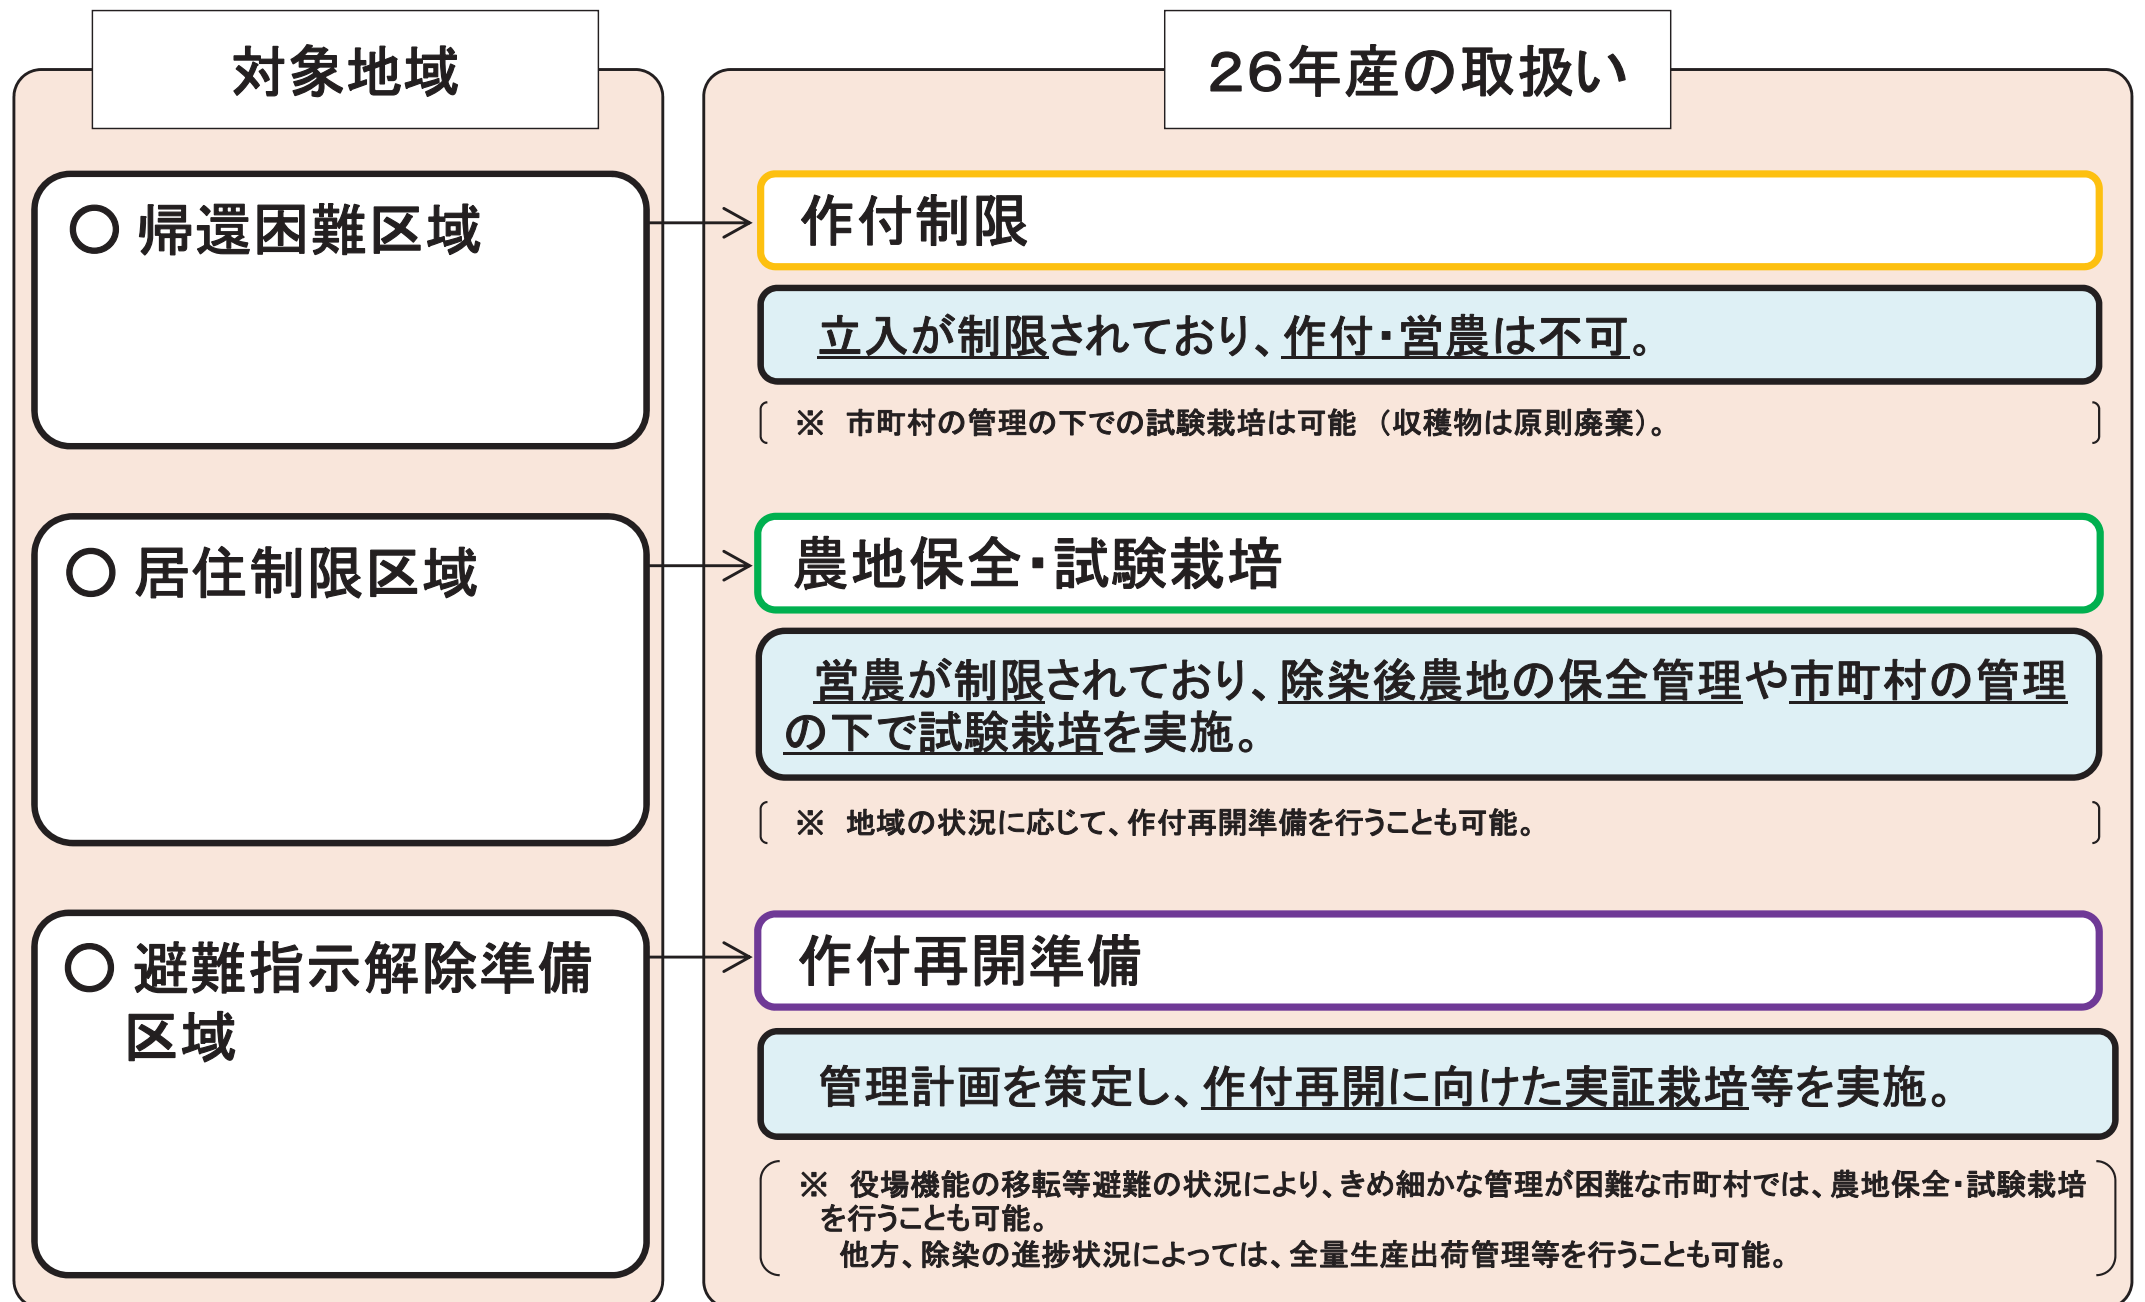 対象地域
26年産の取扱い
○ 帰還困難区域
作付制限
立入が制限されており、作付・営農は不可。
※ 市町村の管理の下での試験栽培は可能 (収穫物は原則廃棄)。
○ 居住制限区域
農地保全・試験栽培
営農が制限されており、除染後農地の保全管理や市町村の管理
の下で試験栽培を実施。
※ 地域の状況に応じて、作付再開準備を行うことも可能。
○ 避難指示解除準備
区域
作付再開準備
管理計画を策定し、作付再開に向けた実証栽培等を実施。
※ 役場機能の移転等避難の状況により、きめ細かな管理が困難な市町村では、農地保全・試験栽培
を行うことも可能。
他方、除染の進捗状況によっては、全量生産出荷管理等を行うことも可能。